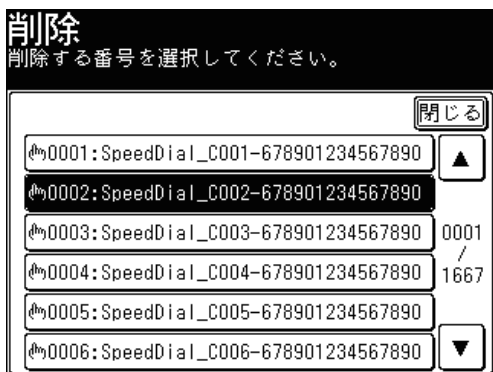 削除
削除する番号を選択してください。
閉じる
0001:SpeedDial_C001-678901234567890
▲
0002:SpeedDial_C002-678901234567890
0003:SpeedDial_C003-678901234567890
0001
/
1667
0004:SpeedDial_C004-678901234567890
0005:SpeedDial_C005-678901234567890
0006:SpeedDial_C006-678901234567890
▼